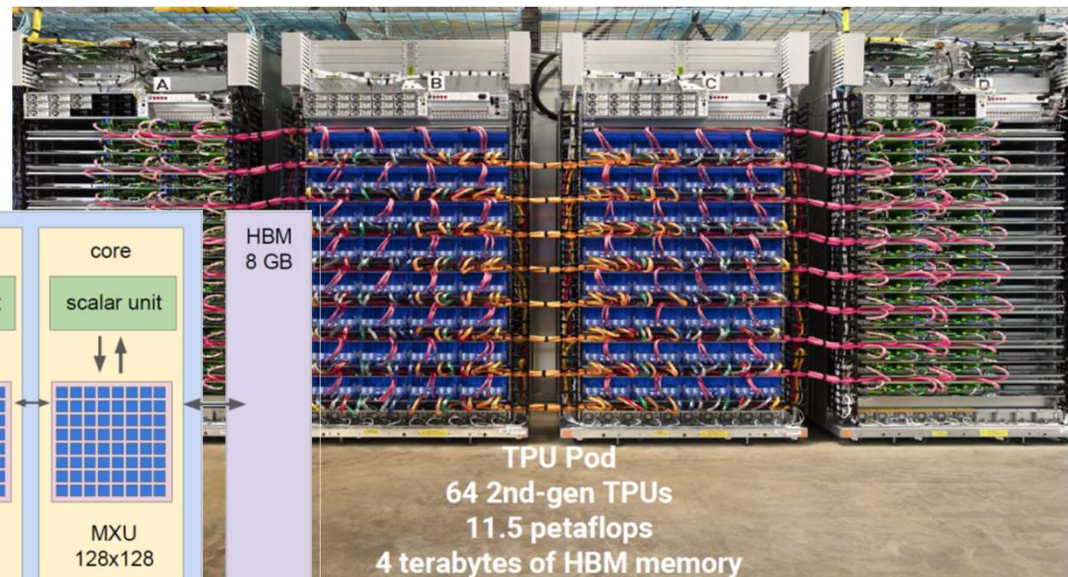 A
B
C
D
core
scalar unit
MXU
128x128
HBM
8 GB
TPU Pod
64 2nd-gen TPUs
11.5 petaflops
4 terabytes of HBM memory